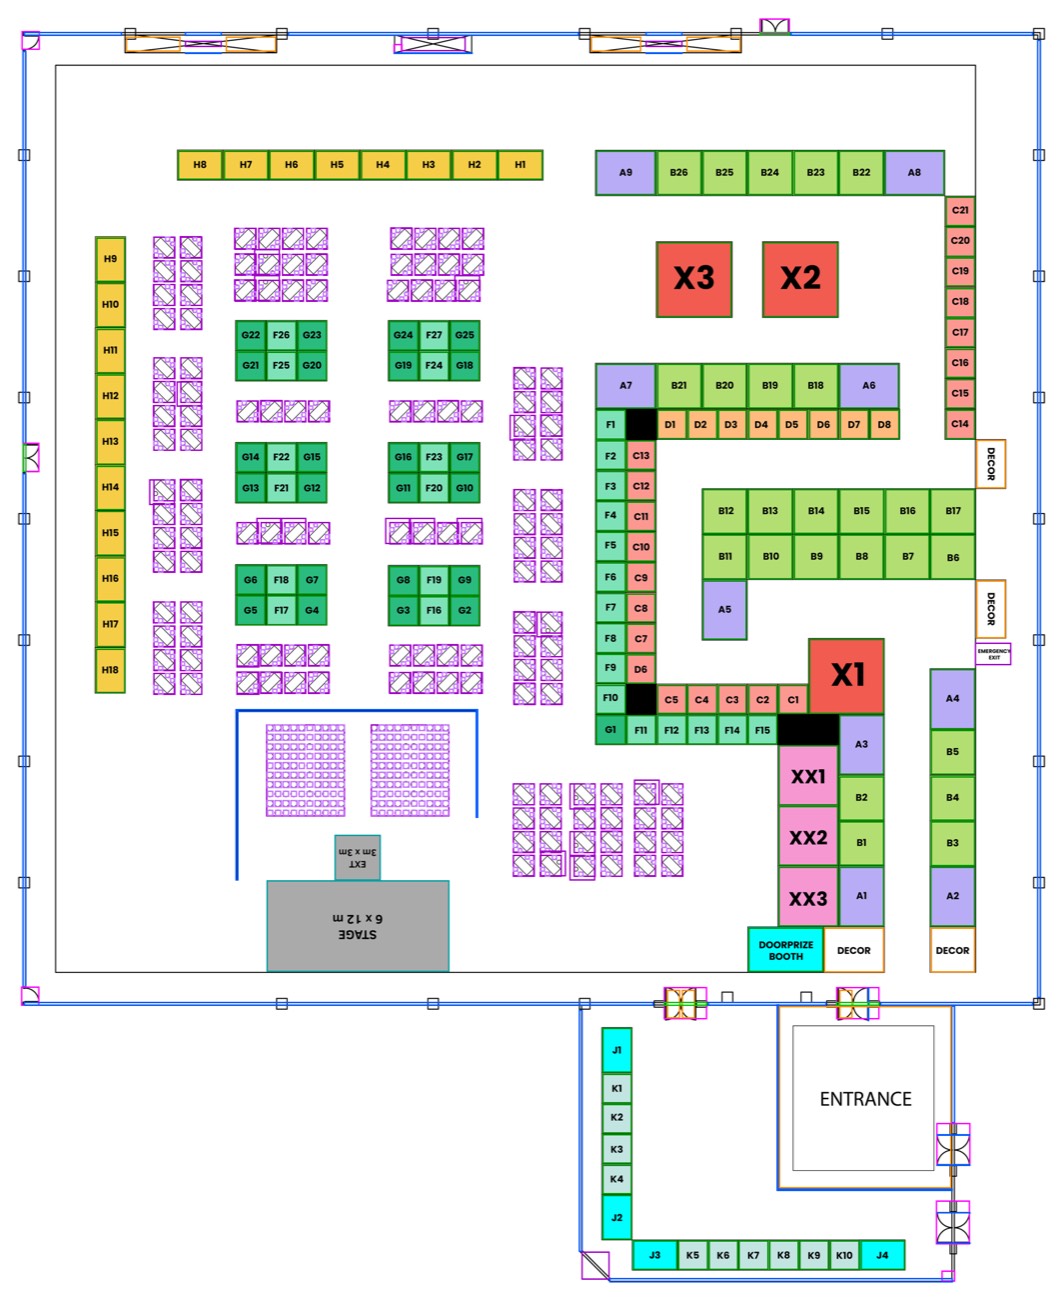 H8 H7 H6 H5 H4 H3 H2 H1
A9 B26 B25 B24 B23 B22 A8
C21
C20
C19
C18
C17
C16
C15
C14
X3 X2
H9
H10
H11
H12
H13
H14
H15
H16
H17
H18
G22 F26 G23
G21 F25 G20
G24 F27 G25
G19 F24 G18
G14 F22 G15
G13 F21 G12
G16 F23 G17
G11 F20 G10
G6 F18 G7
G5 F17 G4
G8 F19 G9
G3 F16 G2
A7 B21 B20 B19 B18 A6
F1 D1 D2 D3 D4 D5 D6 D7 D8
F2 C13
F3 C12
F4 C11
F5 C10
F6 C9
F7 C8
F8 C7
F9 D6
F10 C5 C4 C3 C2 C1
G1 F11 F12 F13 F14 F15
DECOR
B12 B13 B14 B15 B16 B17
B11 B10 B9 B8 B7 B6
A5
DECOR
EMERGENCY
EXIT
X1
A4
B5
B4
B3
A2
DECOR
A3
B2
B1
A1
XX1
XX2
XX3
DOORPRIZE
BOOTH
DECOR
EXT
3m x 3m
STAGE
6 x 12 m
J1
K1
K2
K3
K4
J2
J3 K5 K6 K7 K8 K9 K10 J4
ENTRANCE